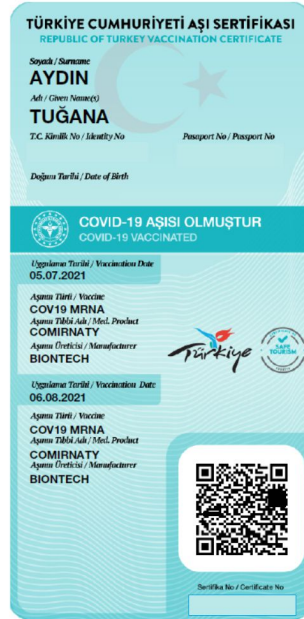 TÜRKİYE CUMHURİYETİ AŞI SERTİFİKASI
REPUBLIC OF TURKEY VACCINATION CERTIFICATE
Soyadı / Surname
AYDIN
Adı / Given Name(s)
TUĞANA
T.C. Kimlik No / Identity No Pasaport No / Passport No
Doğum Tarihi / Date of Birth
COVID-19 AŞISI OLMUŞTUR
COVID-19 VACCINATED
Uygulama Tarihi / Vaccination Date
05.07.2021
Aşının Türü / Vaccine
COV19 MRNA
Aşının Tıbbi Adı / Med. Product
COMIRNATY
Aşının Üreticisi / Manufacturer
BIONTECH
Türkiye
SAFE
TOURISM
Uygulama Tarihi / Vaccination Date
06.08.2021
Aşının Türü / Vaccine
COV19 MRNA
Aşının Tıbbi Adı / Med. Product
COMIRNATY
Aşının Üreticisi / Manufacturer
BIONTECH
Sertifika No / Certificate No